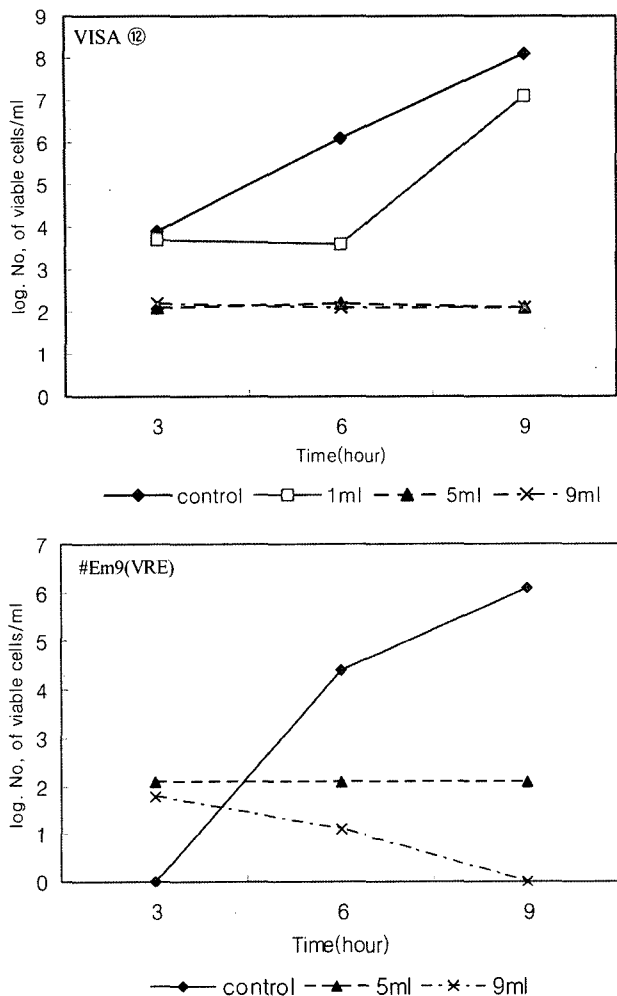 VISA ⑫
log. No, of viable cells/ml
9
8
7
6
5
4
3
2
1
0
3 6 9
Time(hour)
control 1ml 5ml 9ml
#Em9(VRE)
log. No, of viable cells/ml
7
6
5
4
3
2
1
0
3 6 9
Time(hour)
control 5ml 9ml